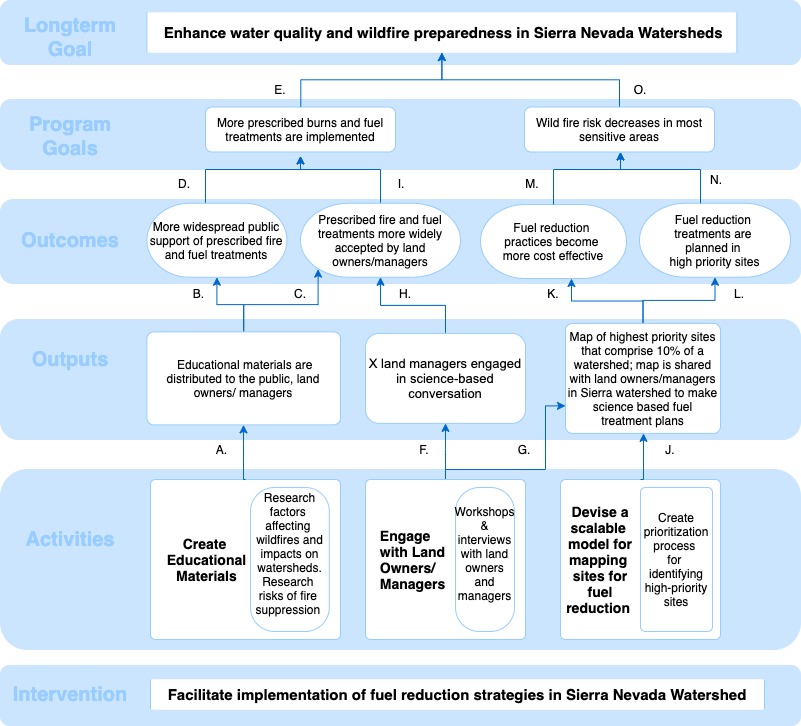 Longterm
Goal
Enhance water quality and wildfire preparedness in Sierra Nevada Watersheds
E.
O.
Program
Goals
More prescribed burns and fuel
treatments are implemented
Wild fire risk decreases in most
sensitive areas
D.
I.
M.
N.
Outcomes
More widespread public
support of prescribed fire
and fuel treatments
Prescribed fire and fuel
treatments more widely
accepted by land
owners/managers
Fuel reduction
practices become
more cost effective
Fuel reduction
treatments are
planned in
high priority sites
B.
C.
H.
K.
L.
Outputs
Educational materials are
distributed to the public, land
owners/ managers
X land managers engaged
in science-based
conversation
Map of highest priority sites
that comprise 10% of a
watershed; map is shared
with land owners/managers
in Sierra watershed to make
science based fuel
treatment plans
A.
F.
G.
J.
Activities
Create
Educational
Materials
Research
factors
affecting
wildfires and
impacts on
watersheds.
Research
risks of fire
suppression
Engage
with Land
Owners/
Managers
Workshops
&
interviews
with land
owners
and
managers
Devise a
scalable
model for
mapping
sites for
fuel
reduction
Create
prioritization
process
for
identifying
high-priority
sites
Intervention
Facilitate implementation of fuel reduction strategies in Sierra Nevada Watershed